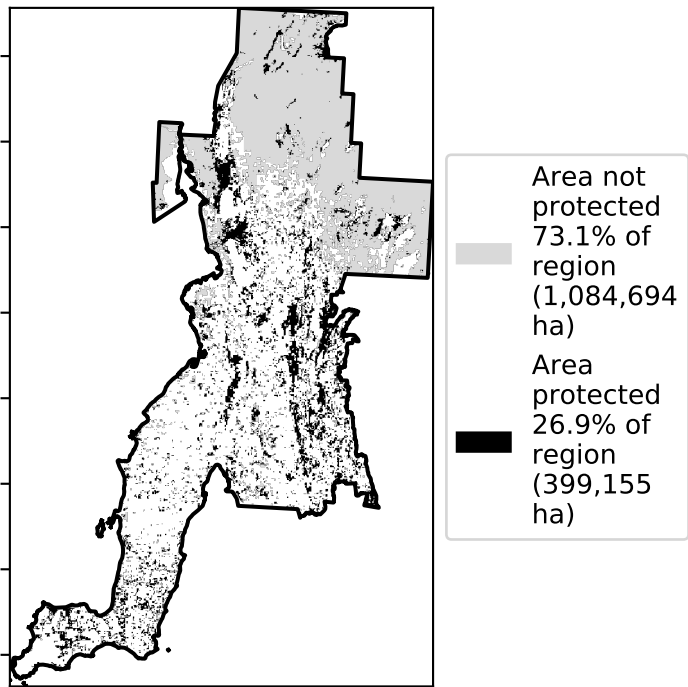 Area not
protected
73.1% of
region
(1,084,694
ha)
Area
protected
26.9% of
region
(399,155
ha)